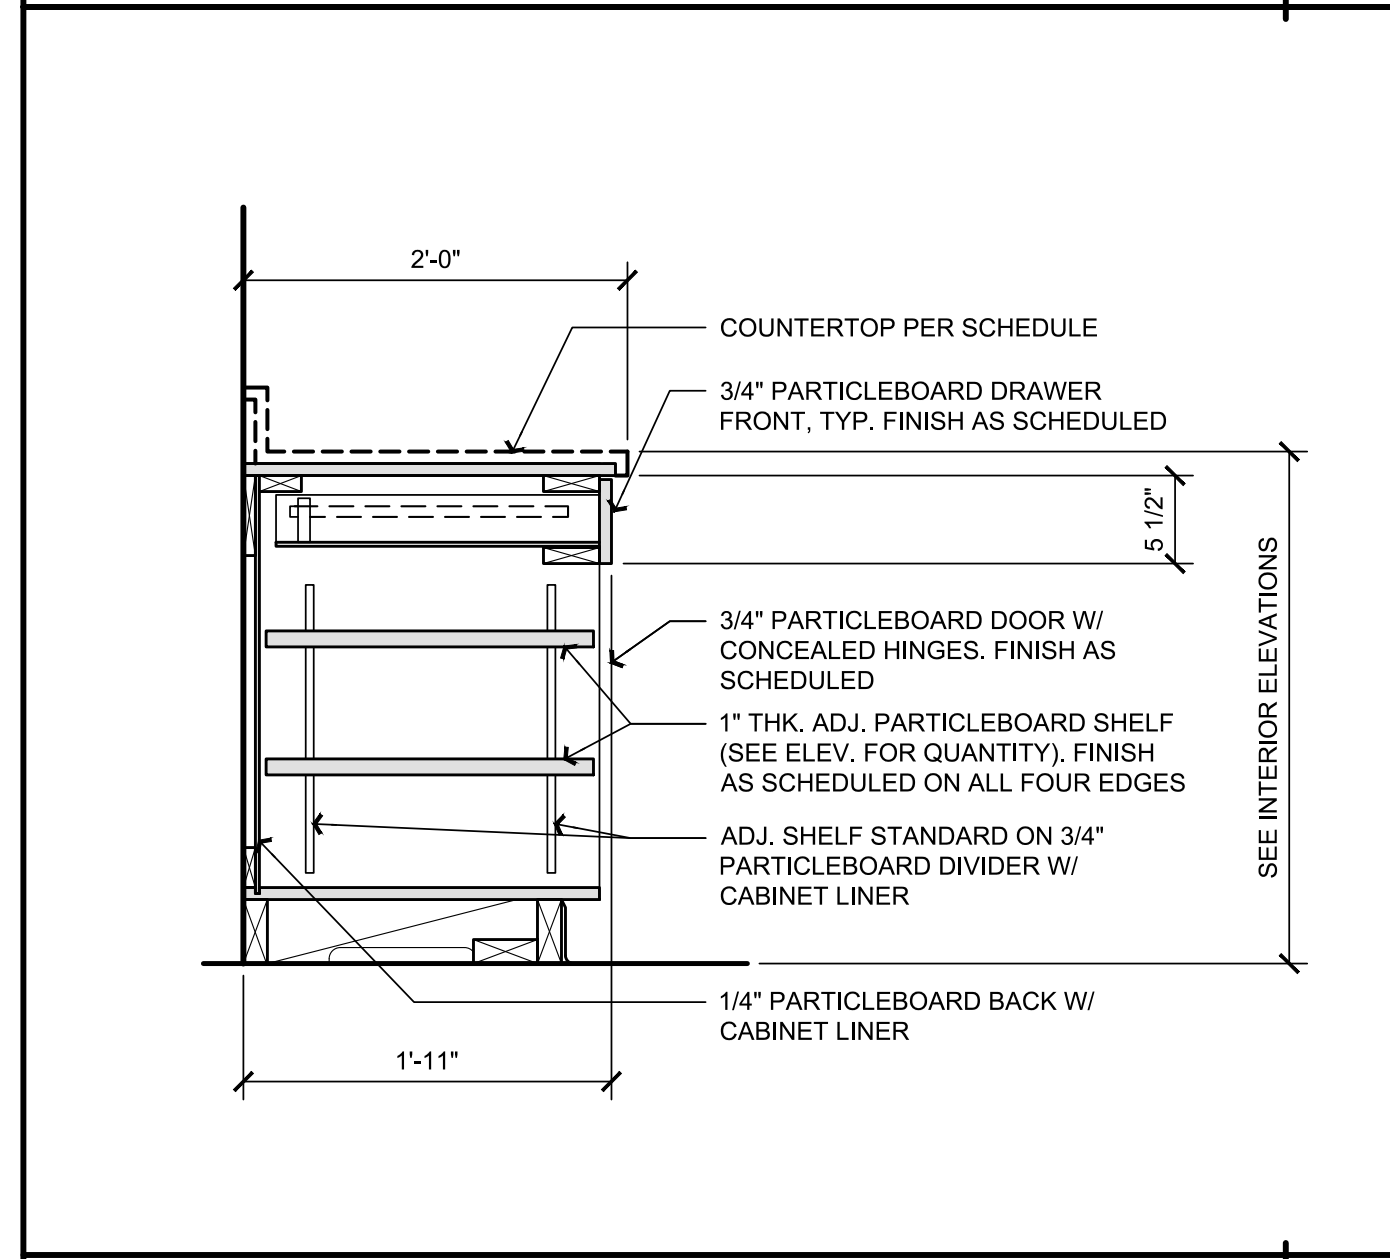 2'-0"
COUNTERTOP PER SCHEDULE
3/4" PARTICLEBOARD DRAWER
FRONT, TYP. FINISH AS SCHEDULED
5 1/2"
SEE INTERIOR ELEVATIONS
3/4" PARTICLEBOARD DOOR W/
CONCEALED HINGES. FINISH AS
SCHEDULED
1" THK. ADJ. PARTICLEBOARD SHELF
(SEE ELEV. FOR QUANTITY). FINISH
AS SCHEDULED ON ALL FOUR EDGES
ADJ. SHELF STANDARD ON 3/4"
PARTICLEBOARD DIVIDER W/
CABINET LINER
1/4" PARTICLEBOARD BACK W/
CABINET LINER
1'-11"